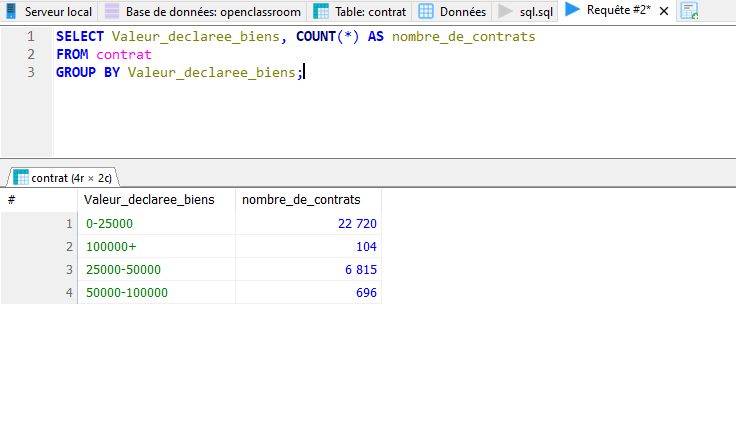 Serveur local Base de données: openclassroom Table: contrat Données sql.sql Requête #2* ×
1 SELECT Valeur_declaree_biens, COUNT(*) AS nombre_de_contrats
2 FROM contrat
3 GROUP BY Valeur_declaree_biens;
contrat (4r × 2c)
# Valeur_declaree_biens nombre_de_contrats
1 0-25000 22 720
2 100000+ 104
3 25000-50000 6 815
4 50000-100000 696